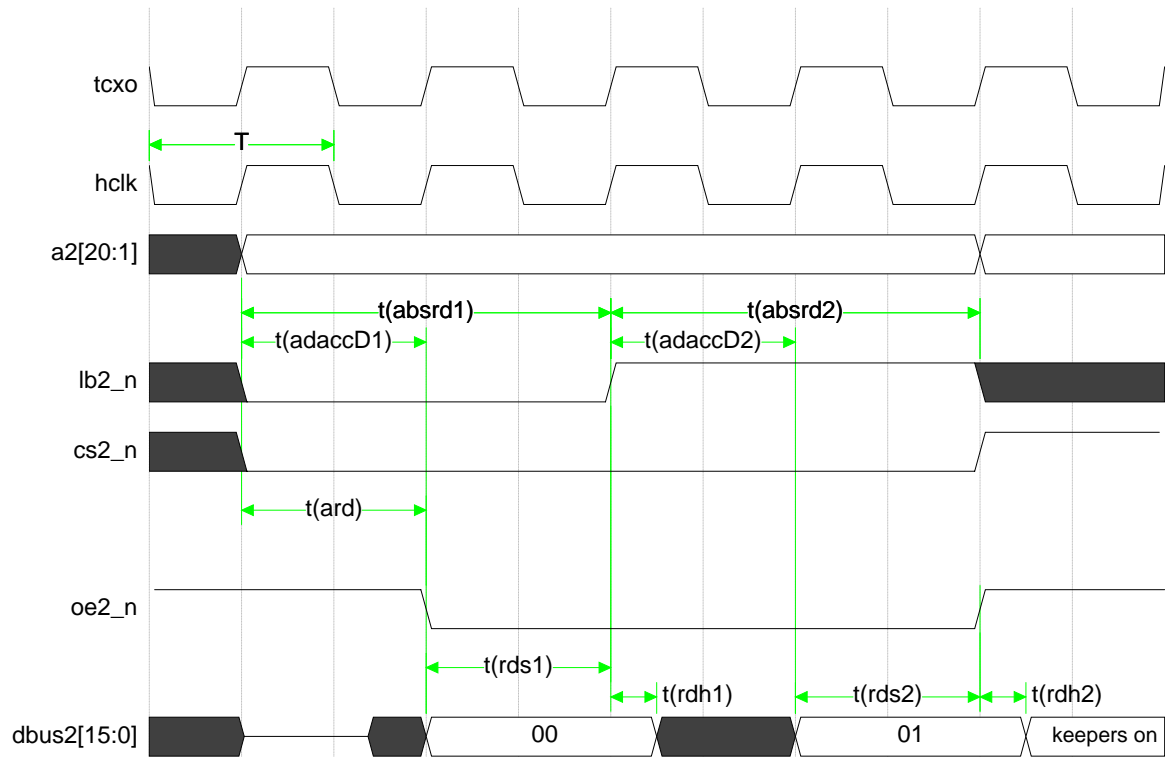 tcxo
T
hclk
a2[20:1]
t(absrd1) t(absrd2)
t(adaccD1) t(adaccD2)
lb2_n
cs2_n
t(ard)
oe2_n
t(rds1)
t(rdh1) t(rds2) t(rdh2)
dbus2[15:0] 00 01 keepers on